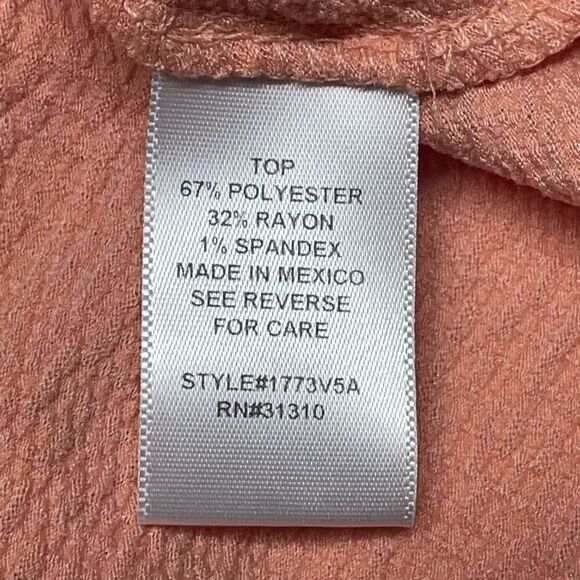 TOP
67% POLYESTER
32% RAYON
1% SPANDEX
MADE IN MEXICO
SEE REVERSE
FOR CARE
STYLE#1773V5A
RN#31310